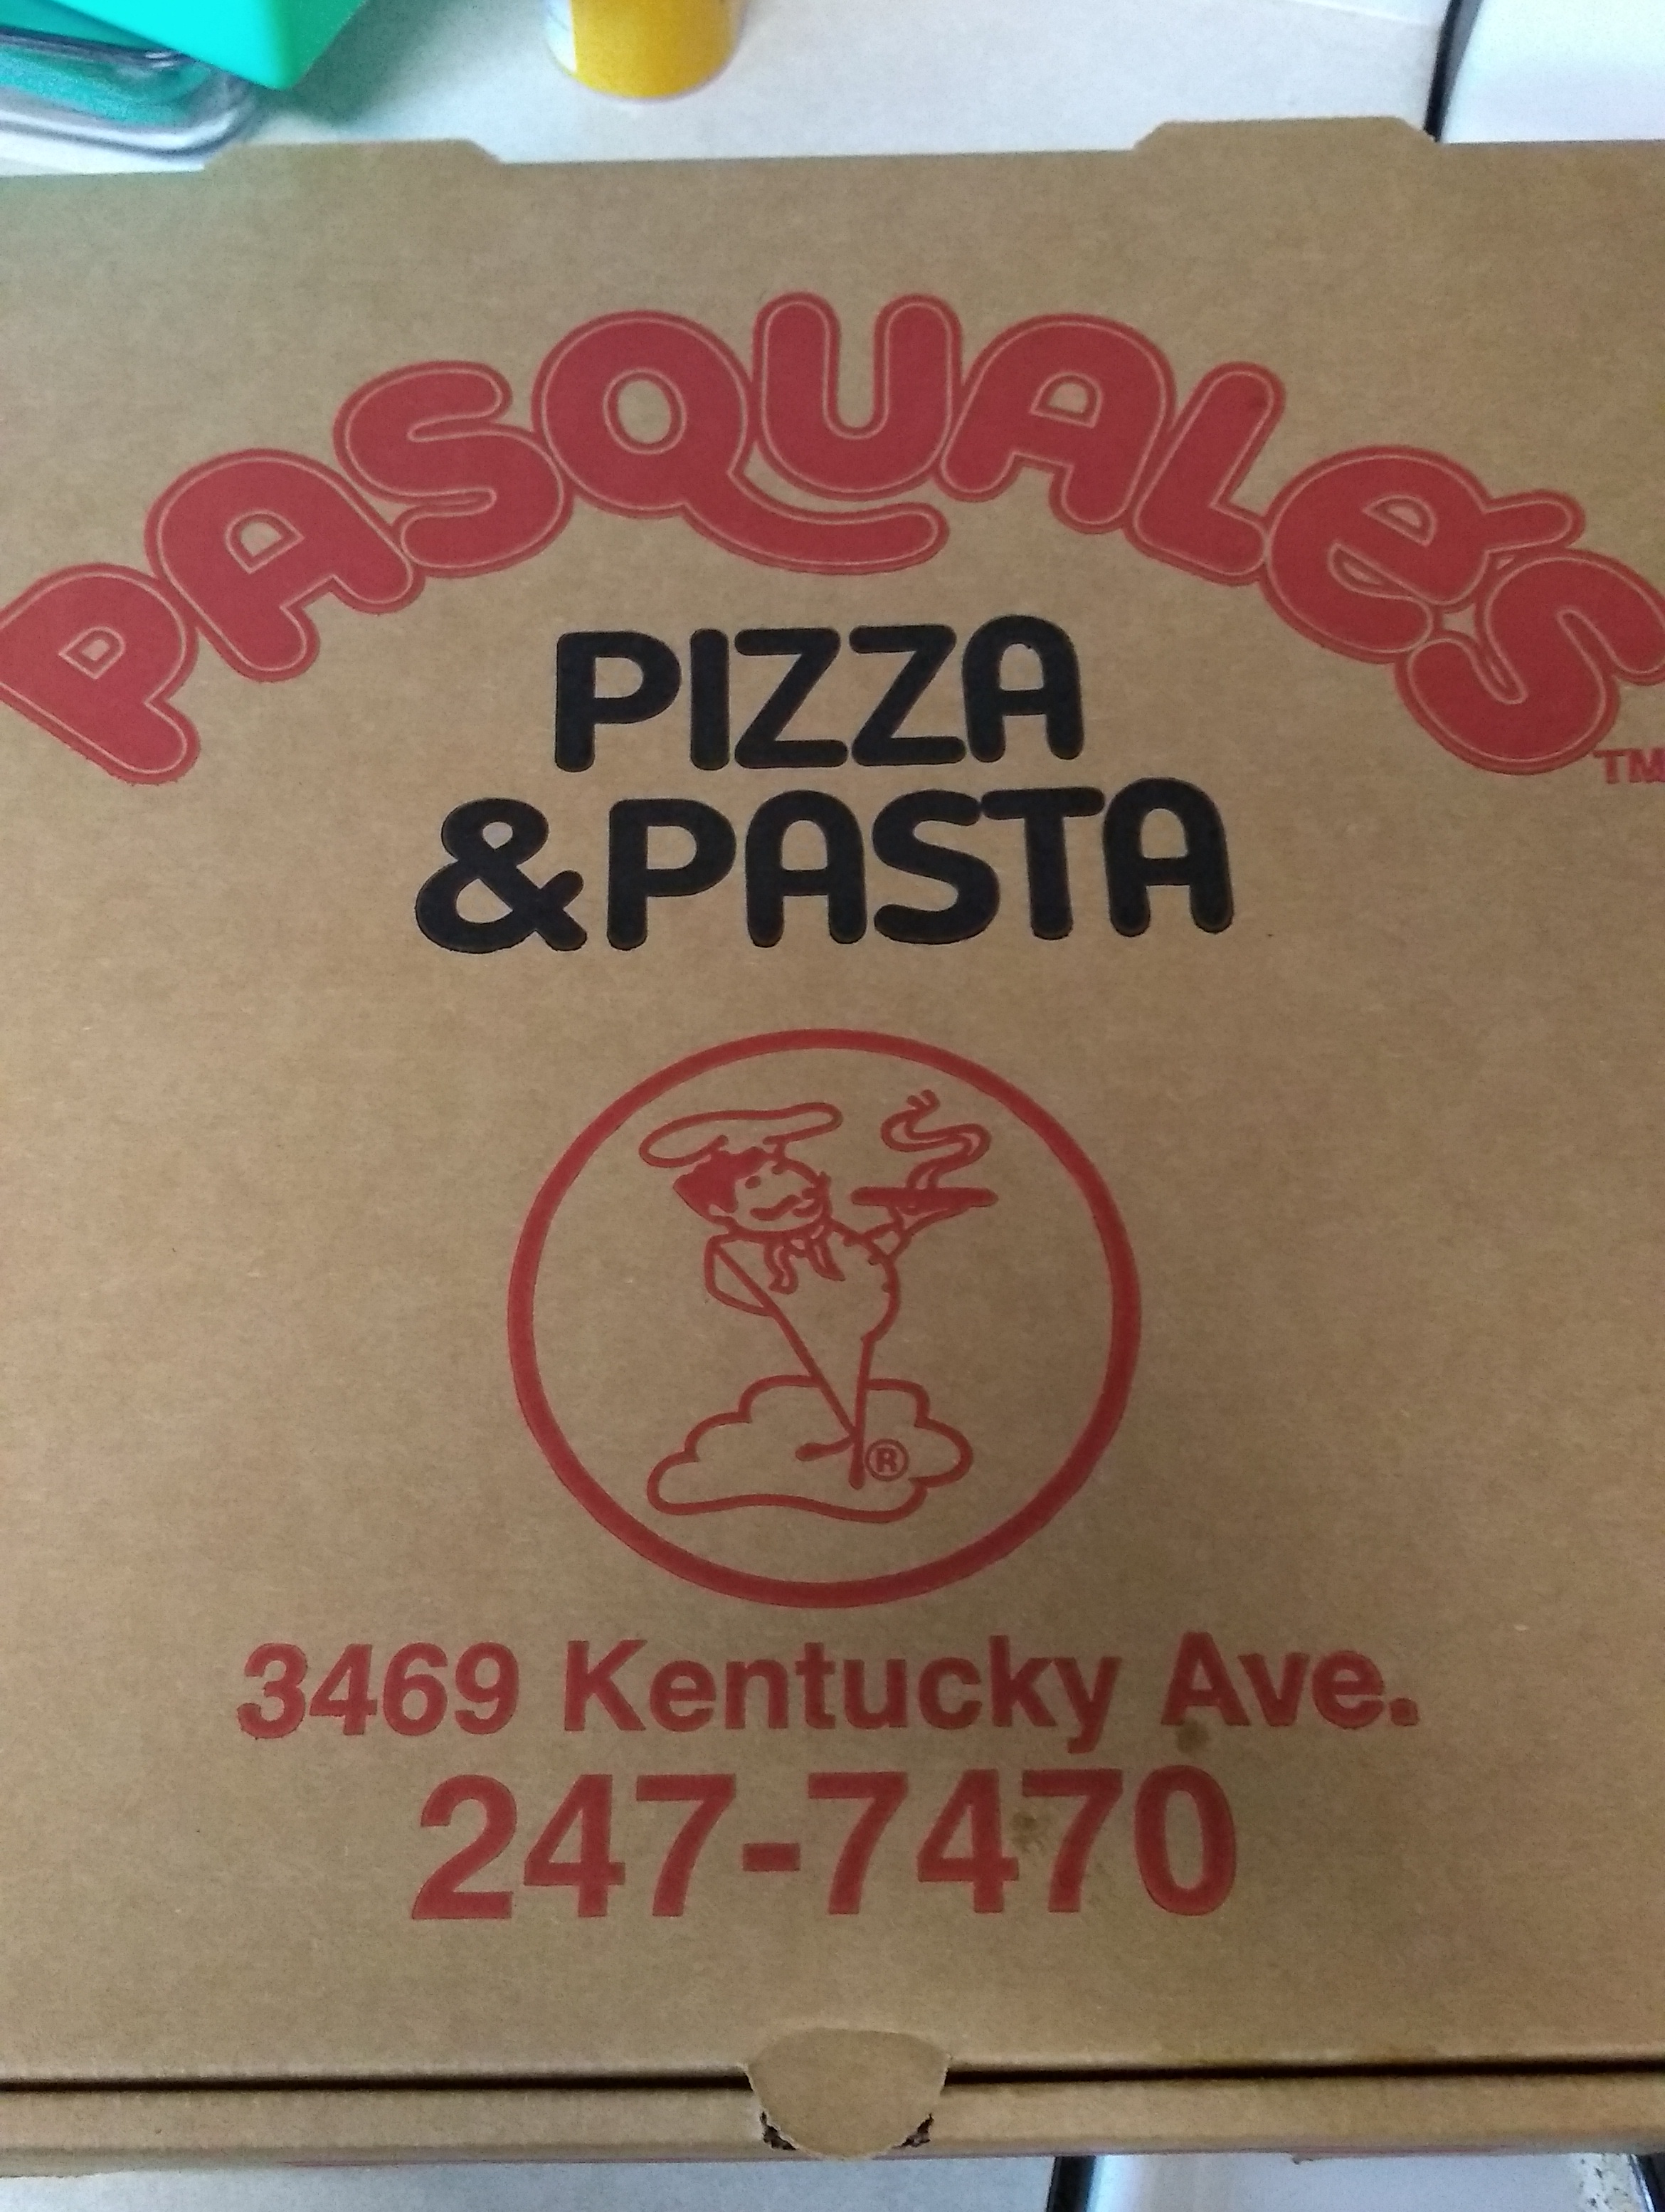 PASQUALe's TM
PIZZA
& PASTA
®
3469 Kentucky Ave.
247-7470